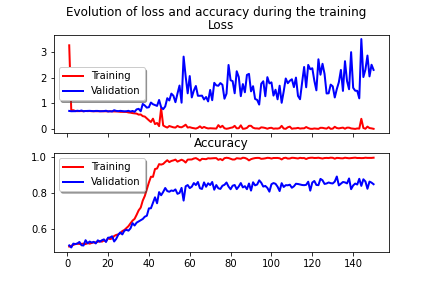 Evolution of loss and accuracy during the training
Loss
3
2
1
0
Training
Validation
Accuracy
1.0
0.8
0.6
Training
Validation
0 20 40 60 80 100 120 140